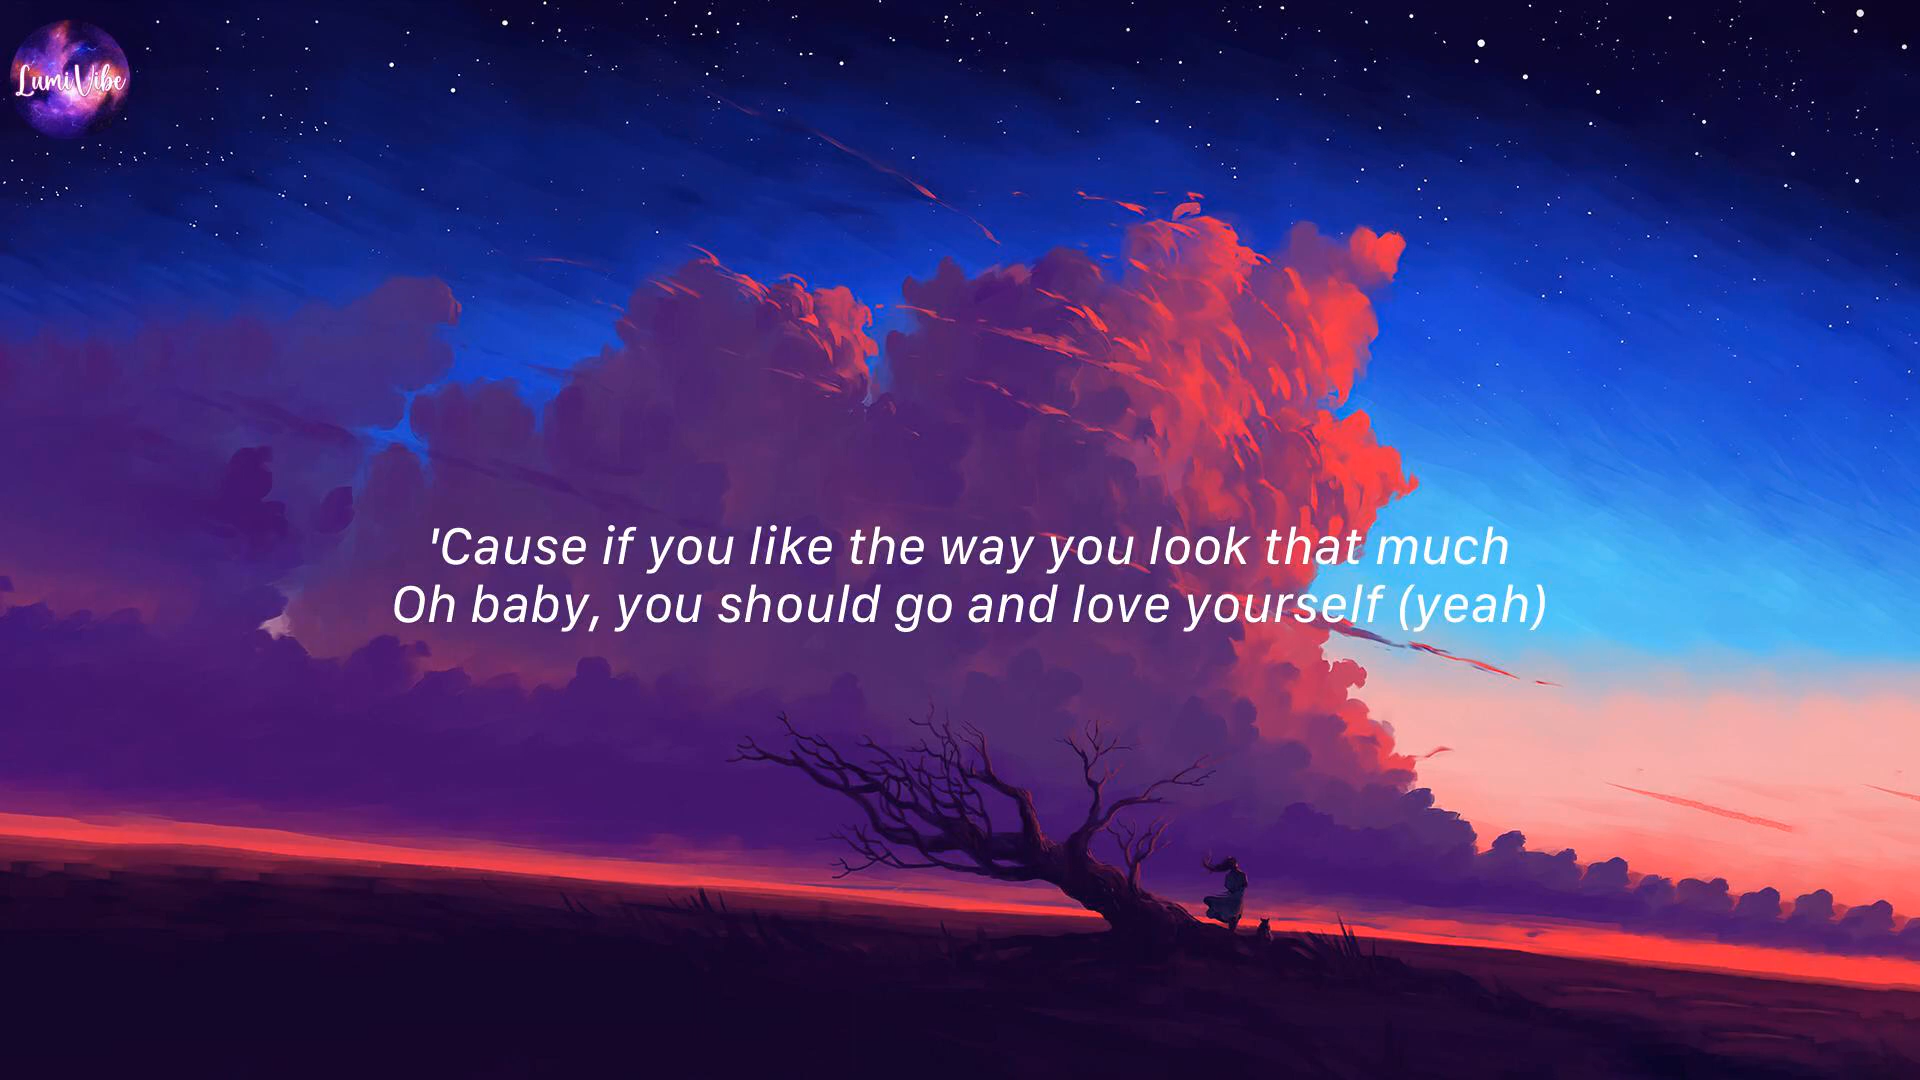 LumiVibe
'Cause if you like the way you look that much
Oh baby, you should go and love yourself (yeah)